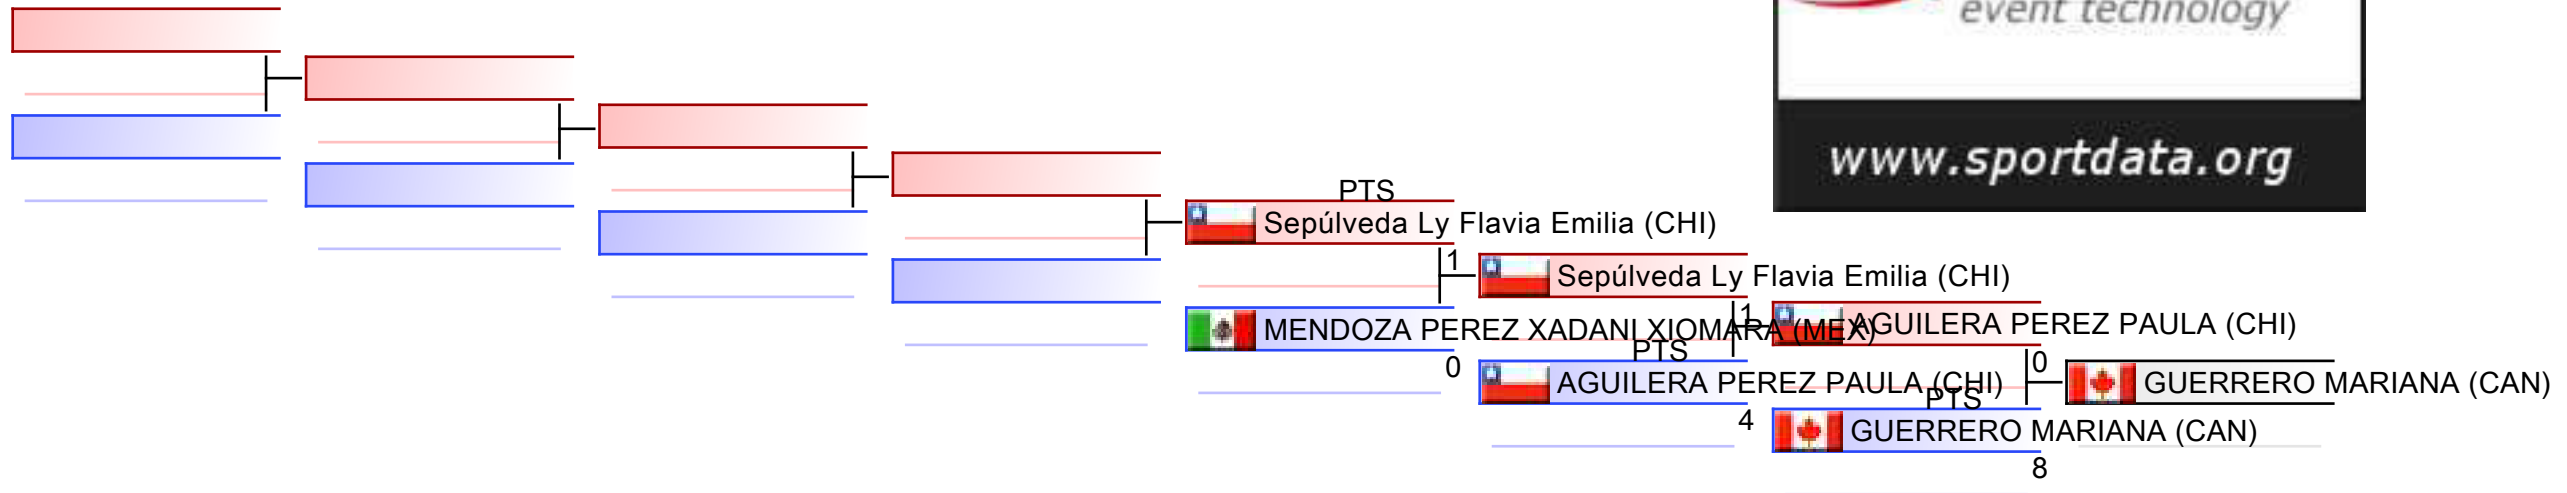 event technology
www.sportdata.org
PTS
Sepúlveda Ly Flavia Emilia (CHI)
1
Sepúlveda Ly Flavia Emilia (CHI)
MENDOZA PEREZ XADANI XIOMARA (MEX)
1
AGUILERA PEREZ PAULA (CHI)
PTS
0
0
AGUILERA PEREZ PAULA (CHI)
GUERRERO MARIANA (CAN)
PTS
4
GUERRERO MARIANA (CAN)
8